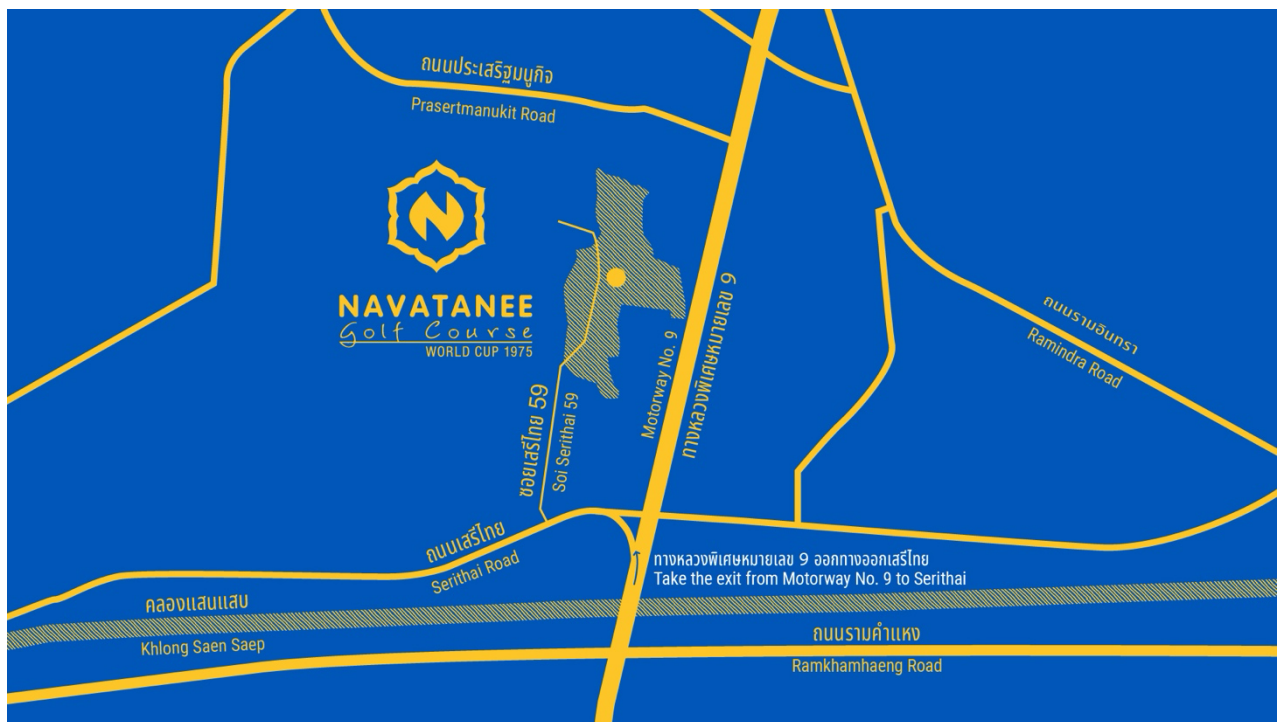 ถนนประเสริฐมนูกิจ
Prasertmanukit Road
N
NAVATANEE
Golf Course
WORLD CUP 1975
ทางหลวงพิเศษหมายเลข 9
Motorway No. 9
ถนนรามอินทรา
Ramindra Road
ซอยเสรีไทย 59
Soi Serithai 59
ถนนเสรีไทย
Serithai Road
ทางหลวงพิเศษหมายเลข 9 ออกทางออกเสรีไทย
Take the exit from Motorway No. 9 to Serithai
คลองแสนแสบ
Khlong Saen Saep
ถนนรามคำแหง
Ramkhamhaeng Road